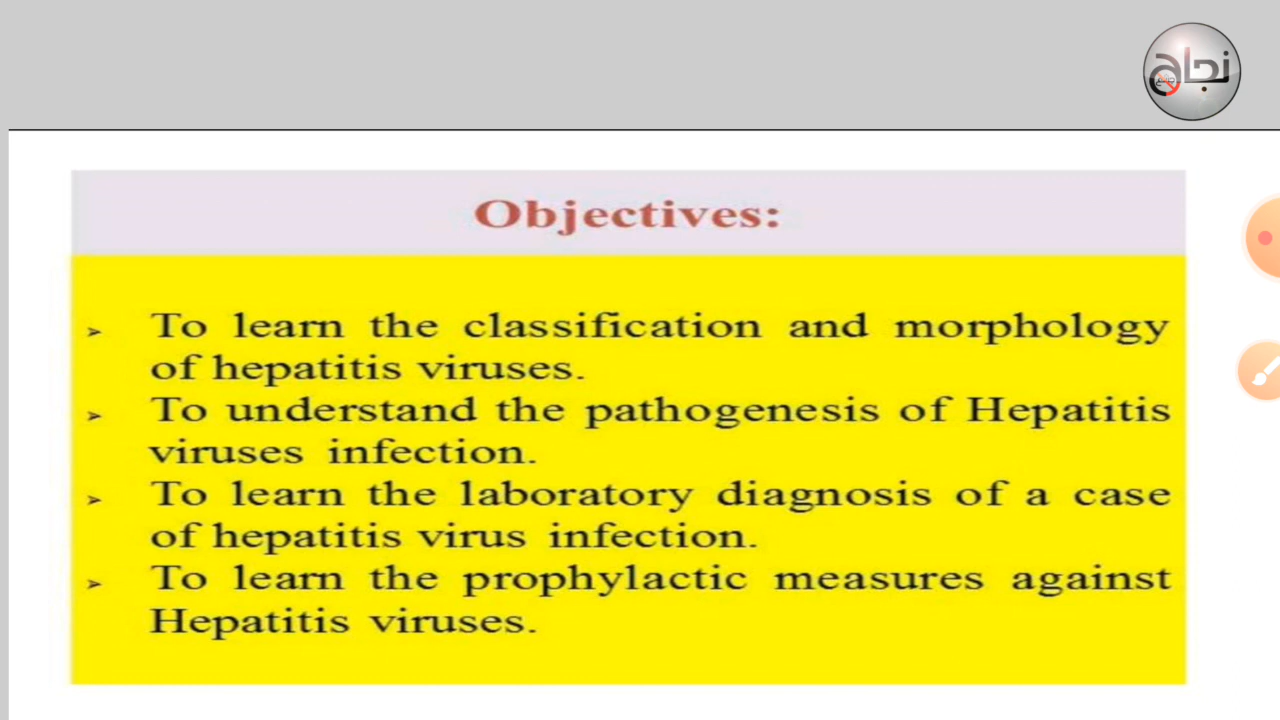 نجاح
Objectives:
➢ To learn the classification and morphology
of hepatitis viruses.
➢ To understand the pathogenesis of Hepatitis
viruses infection.
➢ To learn the laboratory diagnosis of a case
of hepatitis virus infection.
➢ To learn the prophylactic measures against
Hepatitis viruses.